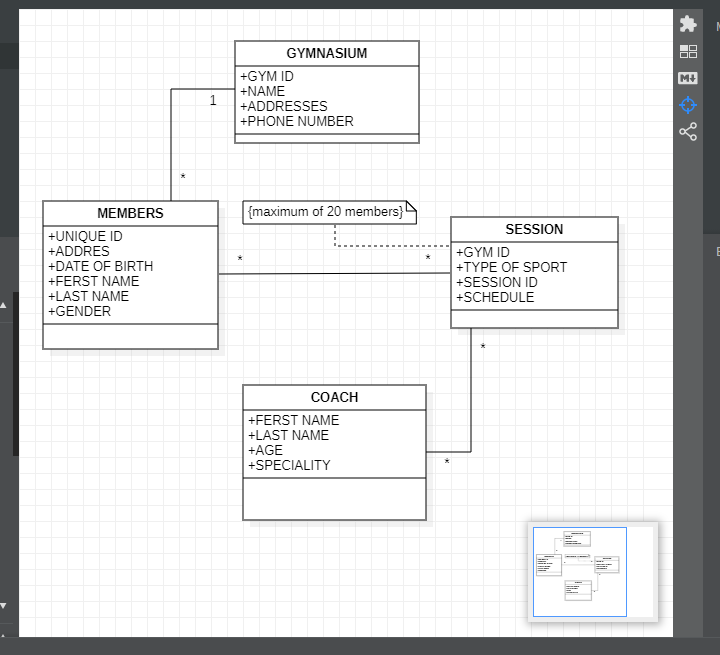 GYMNASIUM
+GYM ID
+NAME
+ADDRESSES
+PHONE NUMBER
1
*
MEMBERS
+UNIQUE ID
+ADDRES
+DATE OF BIRTH
+FERST NAME
+LAST NAME
+GENDER
{maximum of 20 members}
*
*
SESSION
+GYM ID
+TYPE OF SPORT
+SESSION ID
+SCHEDULE
*
COACH
+FERST NAME
+LAST NAME
+AGE
+SPECIALITY
*